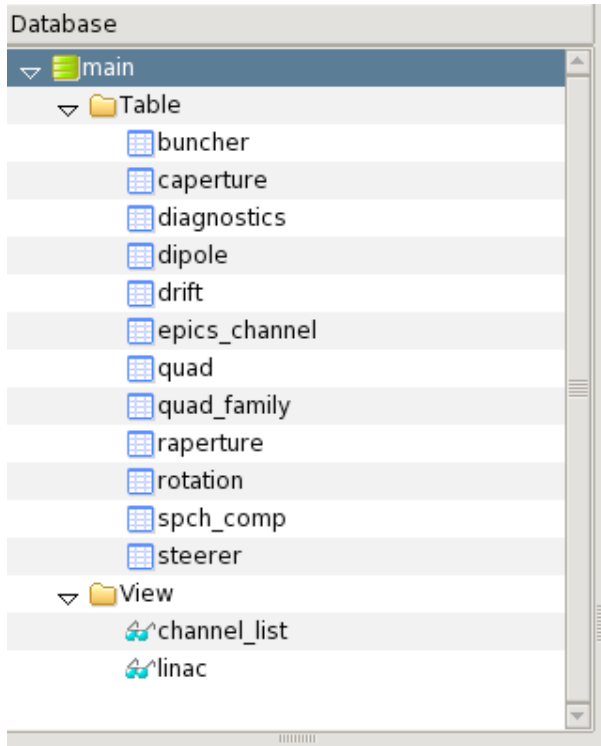 Database
main
Table
buncher
caperture
diagnostics
dipole
drift
epics_channel
quad
quad_family
raperture
rotation
spch_comp
steerer
View
channel_list
linac